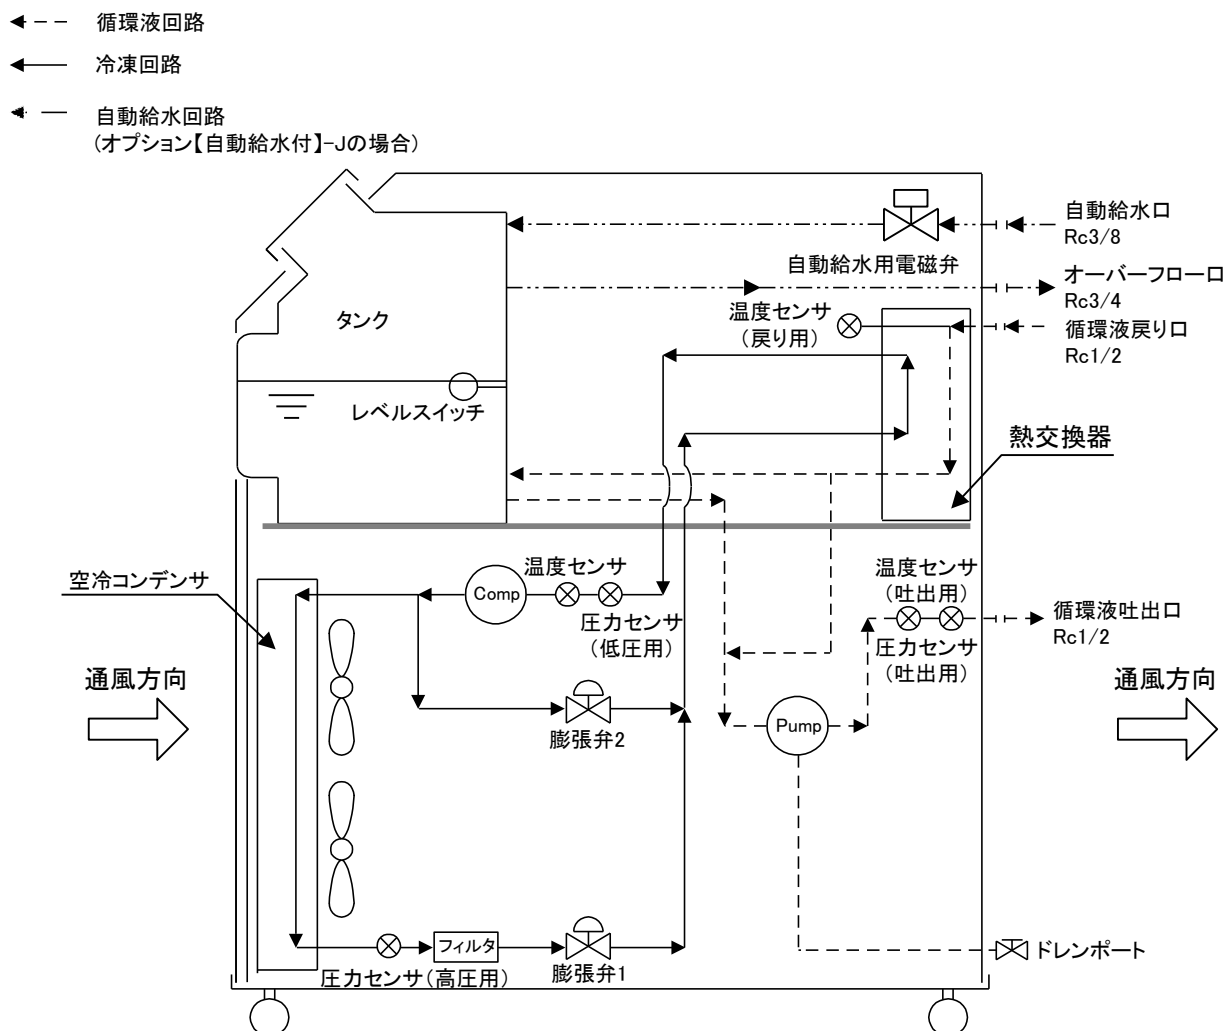 循環液回路
冷凍回路
自動給水回路
(オプション【自動給水付】-Jの場合)
自動給水口
Rc3/8
自動給水用電磁弁
オーバーフロー口
Rc3/4
温度センサ
(戻り用)
循環液戻り口
Rc1/2
タンク
レベルスイッチ
熱交換器
空冷コンデンサ
Comp
温度センサ
圧力センサ
(低圧用)
温度センサ
(吐出用)
圧力センサ
(吐出用)
循環液吐出口
Rc1/2
通風方向
通風方向
膨張弁2
Pump
フィルタ
圧力センサ(高圧用)
膨張弁1
ドレンポート